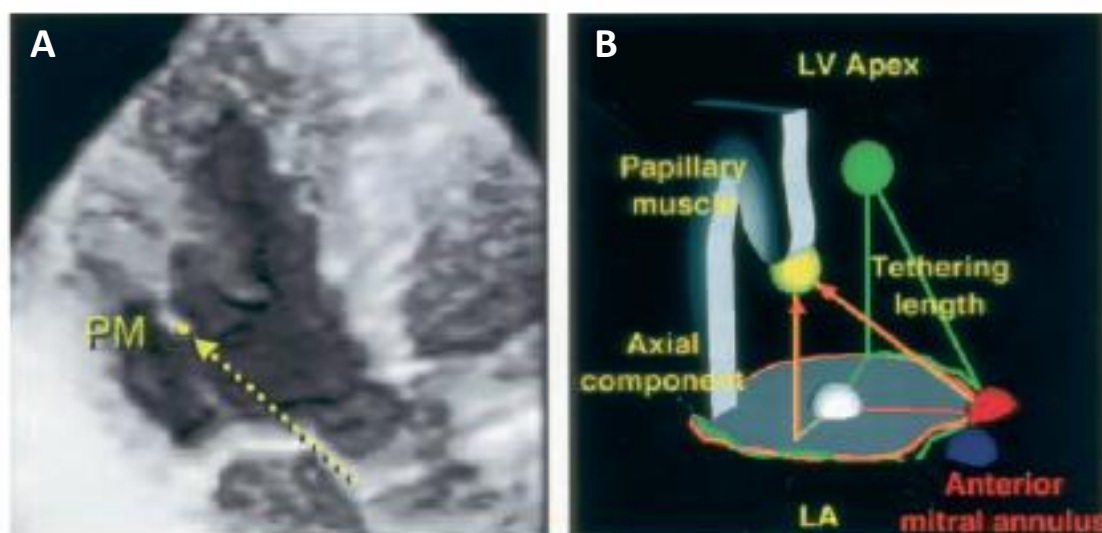 A
PM
B
LV Apex
Papillary
muscle
Tethering
length
Axial
component
LA
Anterior
mitral annulus